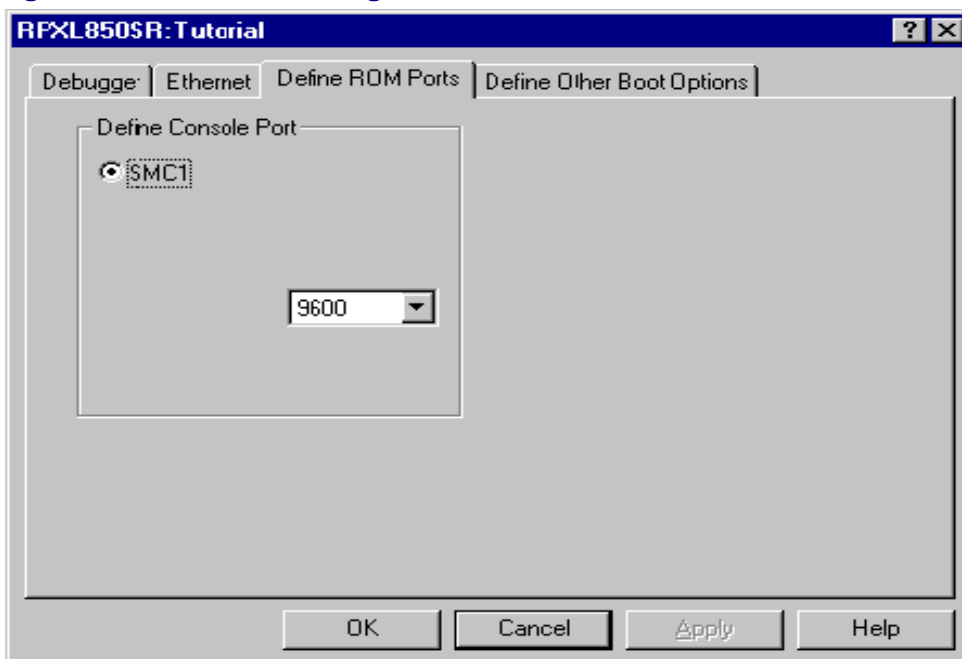 RPXL850SR:Tutorial
Debugger Ethernet Define ROM Ports Define Other Boot Options
Define Console Port
SMC1
9600
OK Cancel Apply Help